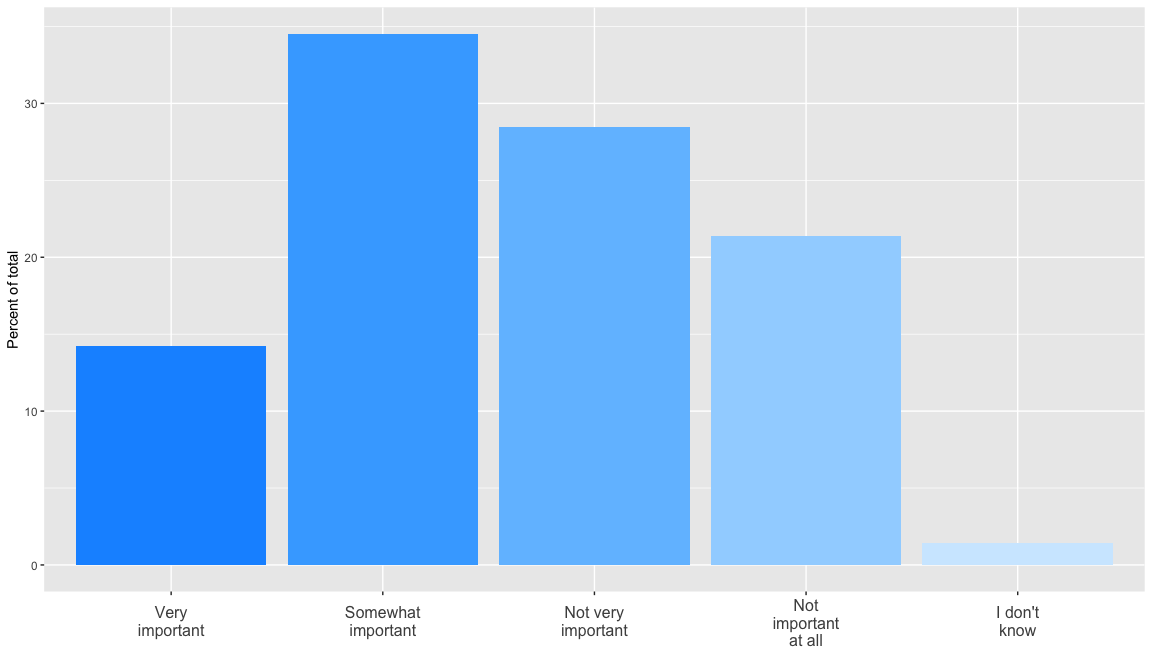 Percent of total
30
20
10
0
Very
important
Somewhat
important
Not very
important
Not
important
at all
I don't
know